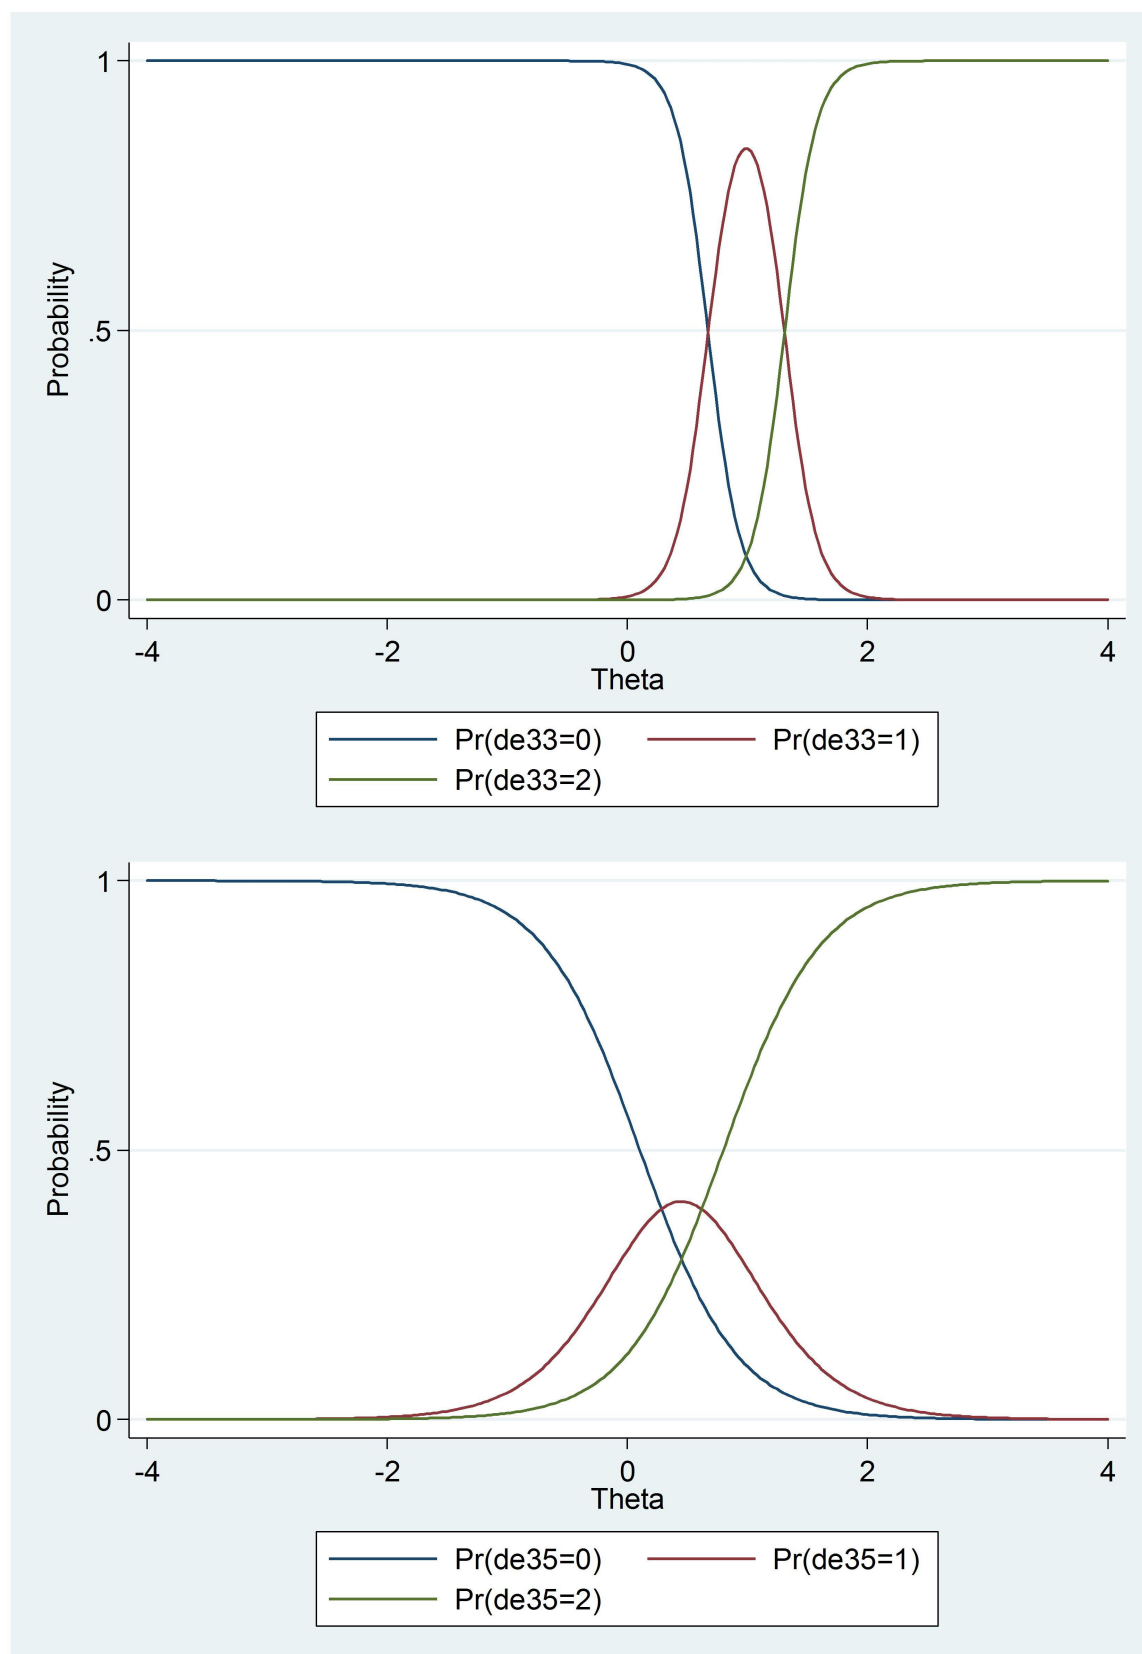 1
.5
0
Probability
-4 -2 0 2 4
Theta
Pr(de33=0) Pr(de33=1)
Pr(de33=2)
1
.5
0
Probability
-4 -2 0 2 4
Theta
Pr(de35=0) Pr(de35=1)
Pr(de35=2)